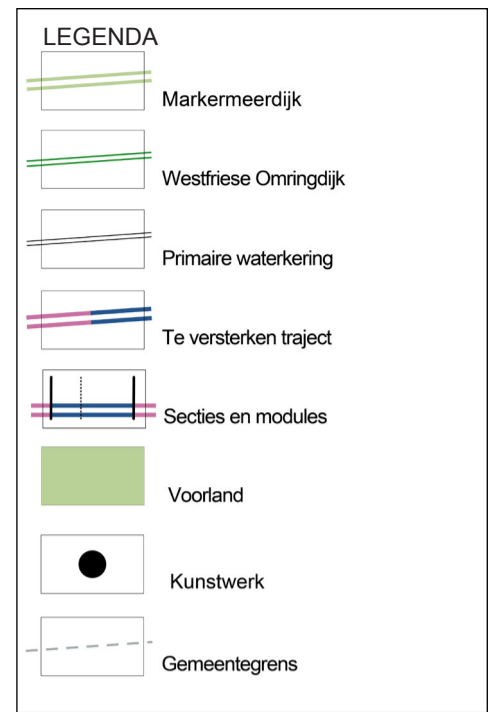 LEGENDA
Markermeerdijk
Westfriese Omringdijk
Primaire waterkering
Te versterken traject
Secties en modules
Voorland
Kunstwerk
Gemeentegrens